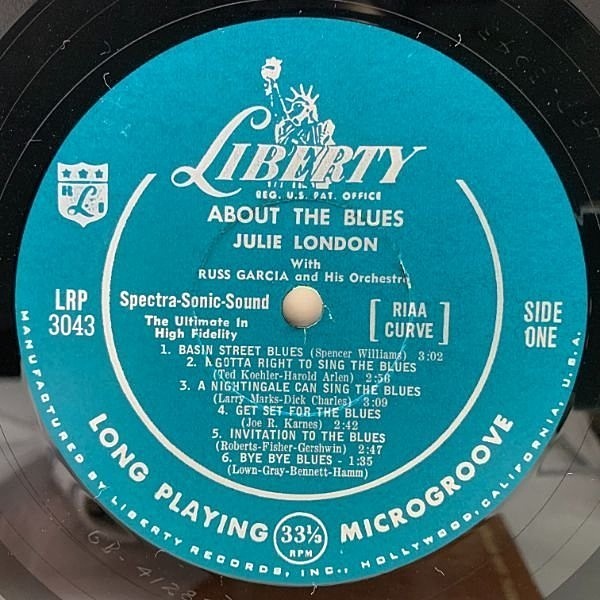 LIBERTY
REG. U.S. PAT. OFFICE
ABOUT THE BLUES
JULIE LONDON
With
RUSS GARCIA and His Orchestra
LRP
3043
Spectra-Sonic-Sound
The Ultimate In
High Fidelity
[RIAA
CURVE]
SIDE
ONE
1. BASIN STREET BLUES (Spencer Williams) 3:02
2. I GOTTA RIGHT TO SING THE BLUES
(Ted Koehler-Harold Arlen) 2:56
3. A NIGHTINGALE CAN SING THE BLUES
(Larry Marks-Dick Charles) 3:09
4. GET SET FOR THE BLUES
(Joe R. Karnes) 2:42
5. INVITATION TO THE BLUES
(Roberts-Fisher-Gershwin) 2:47
6. BYE BYE BLUES - 1:35
(Lown-Gray-Bennett-Hamm)
LONG PLAYING 33⅓ RPM MICROGROOVE
MANUFACTURED BY LIBERTY RECORDS, INC., HOLLYWOOD, CALIFORNIA, U.S.A.